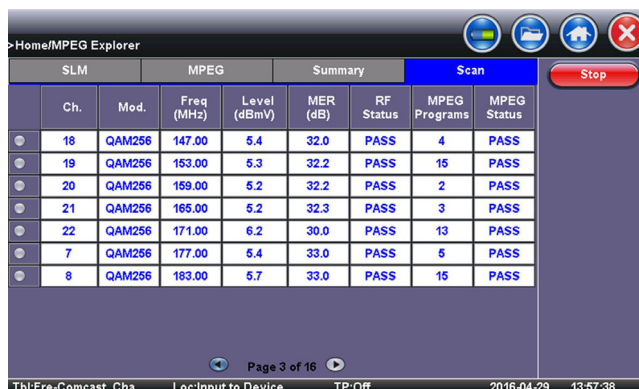 >Home/MPEG Explorer
SLM MPEG Summary Scan Stop
Ch. Mod. Freq (MHz) Level (dBmV) MER (dB) RF Status MPEG Programs MPEG Status
18 QAM256 147.00 5.4 32.0 PASS 4 PASS
19 QAM256 153.00 5.3 32.2 PASS 15 PASS
20 QAM256 159.00 5.2 32.2 PASS 2 PASS
21 QAM256 165.00 5.2 32.3 PASS 3 PASS
22 QAM256 171.00 6.2 30.0 PASS 13 PASS
7 QAM256 177.00 5.4 33.0 PASS 5 PASS
8 QAM256 183.00 5.7 33.0 PASS 15 PASS
Page 3 of 16
Tbl:Fre-Comcast_Cha Loc:Input to Device TP:Off 2016-04-29 13:57:38